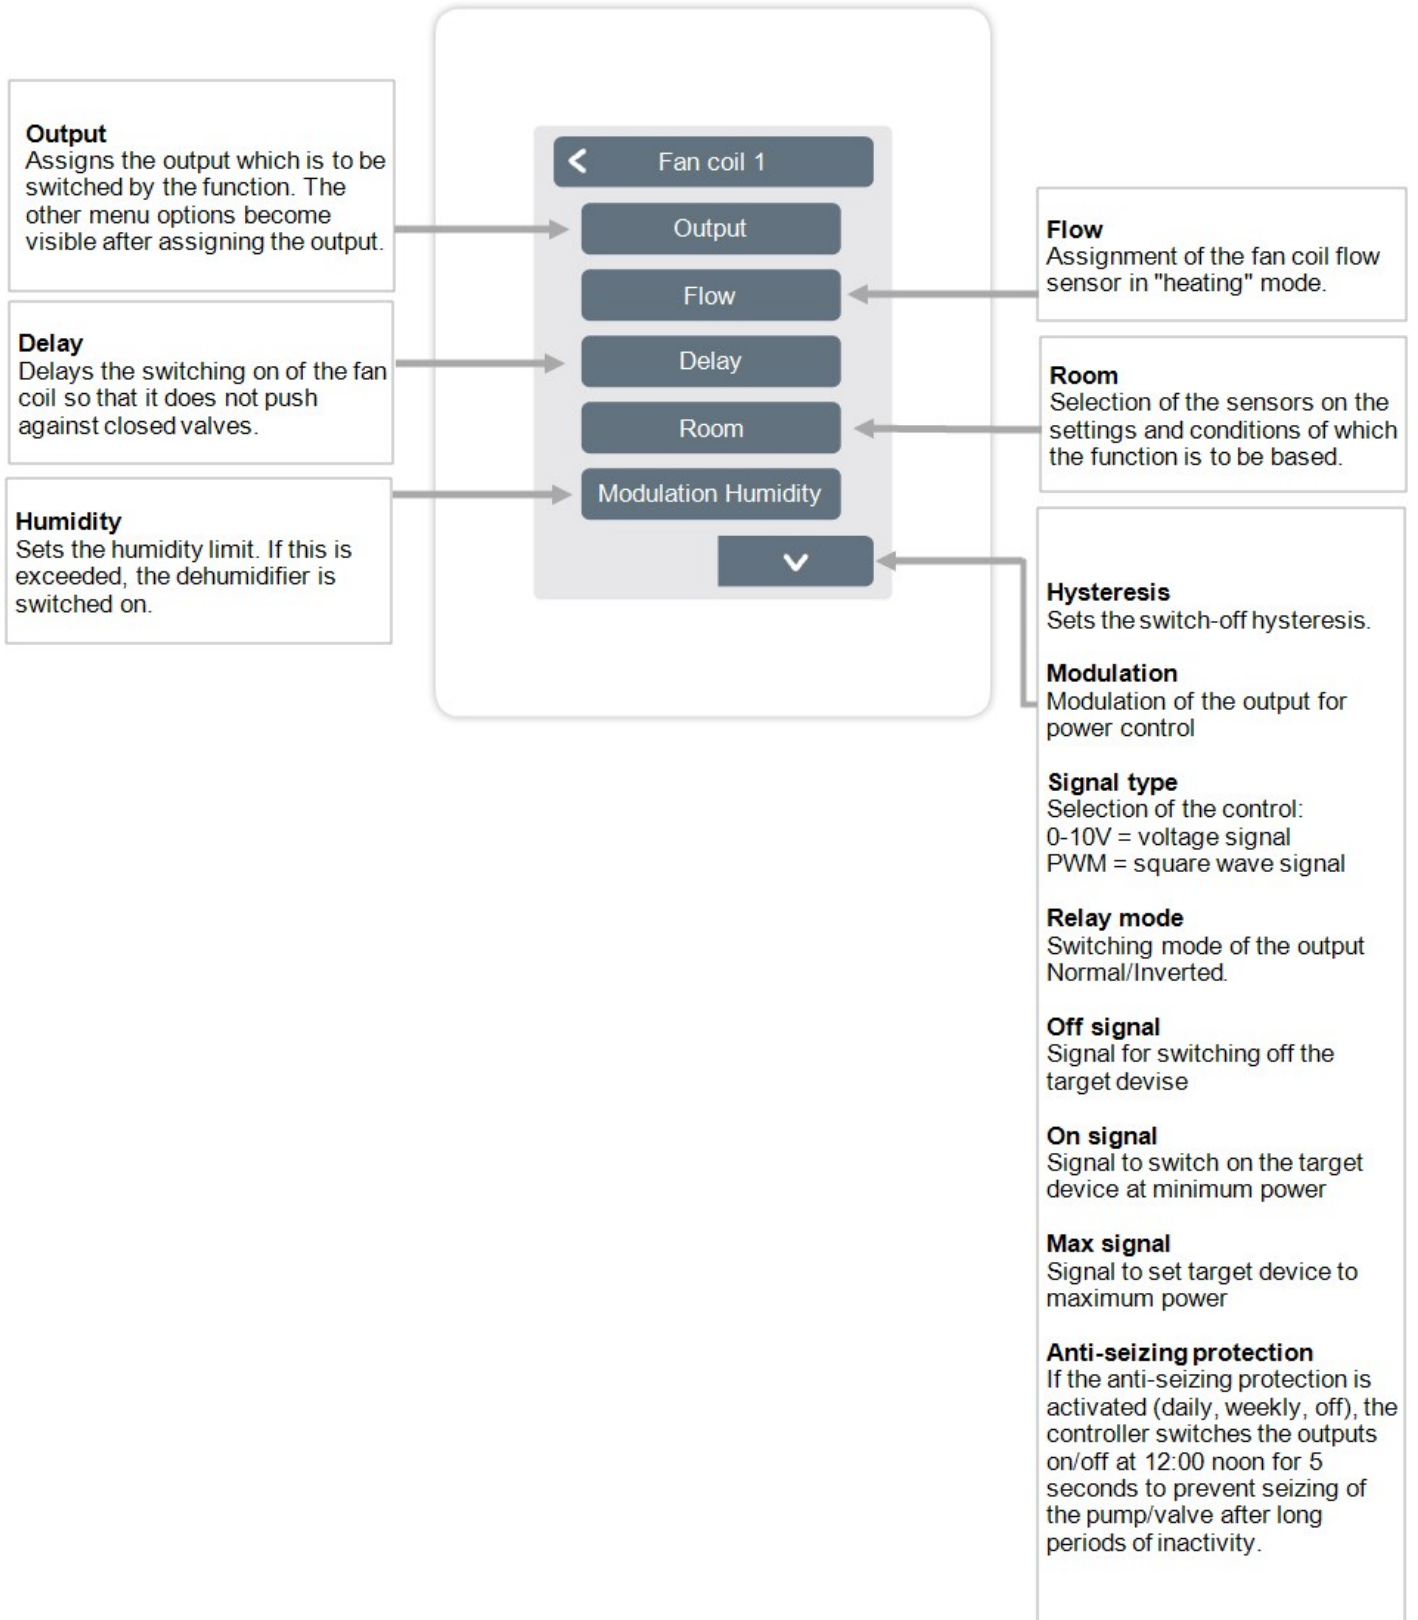 Output
Assigns the output which is to be
switched by the function. The
other menu options become
visible after assigning the output.
Delay
Delays the switching on of the fan
coil so that it does not push
against closed valves.
Humidity
Sets the humidity limit. If this is
exceeded, the dehumidifier is
switched on.
Fan coil 1
Output
Flow
Delay
Room
Modulation Humidity
Flow
Assignment of the fan coil flow
sensor in "heating" mode.
Room
Selection of the sensors on the
settings and conditions of which
the function is to be based.
Hysteresis
Sets the switch-off hysteresis.
Modulation
Modulation of the output for
power control
Signal type
Selection of the control:
0-10V = voltage signal
PWM = square wave signal
Relay mode
Switching mode of the output
Normal/Inverted.
Off signal
Signal for switching off the
target devise
On signal
Signal to switch on the target
device at minimum power
Max signal
Signal to set target device to
maximum power
Anti-seizing protection
If the anti-seizing protection is
activated (daily, weekly, off), the
controller switches the outputs
on/off at 12:00 noon for 5
seconds to prevent seizing of
the pump/valve after long
periods of inactivity.